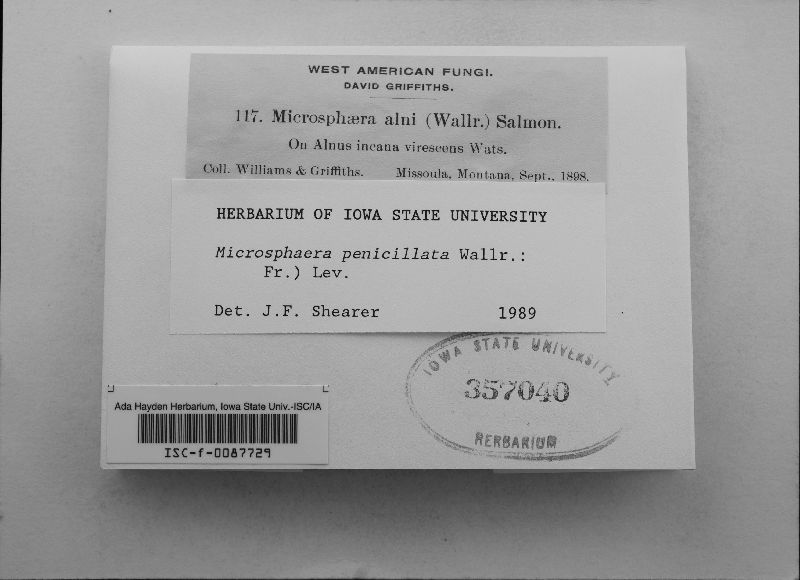 WEST AMERICAN FUNGI.
DAVID GRIFFITHS.
117. Microsphæra alni (Wallr.) Salmon.
On Alnus incana virescens Wats.
Coll. Williams & Griffiths. Missoula, Montana, Sept., 1898.
HERBARIUM OF IOWA STATE UNIVERSITY
Microsphaera penicillata Wallr.:
Fr.) Lev.
Det. J.F. Shearer 1989
IOWA STATE UNIVERSITY
357040
HERBARIUM
Ada Hayden Herbarium, Iowa State Univ.-ISC/IA
ISC-f-0087729